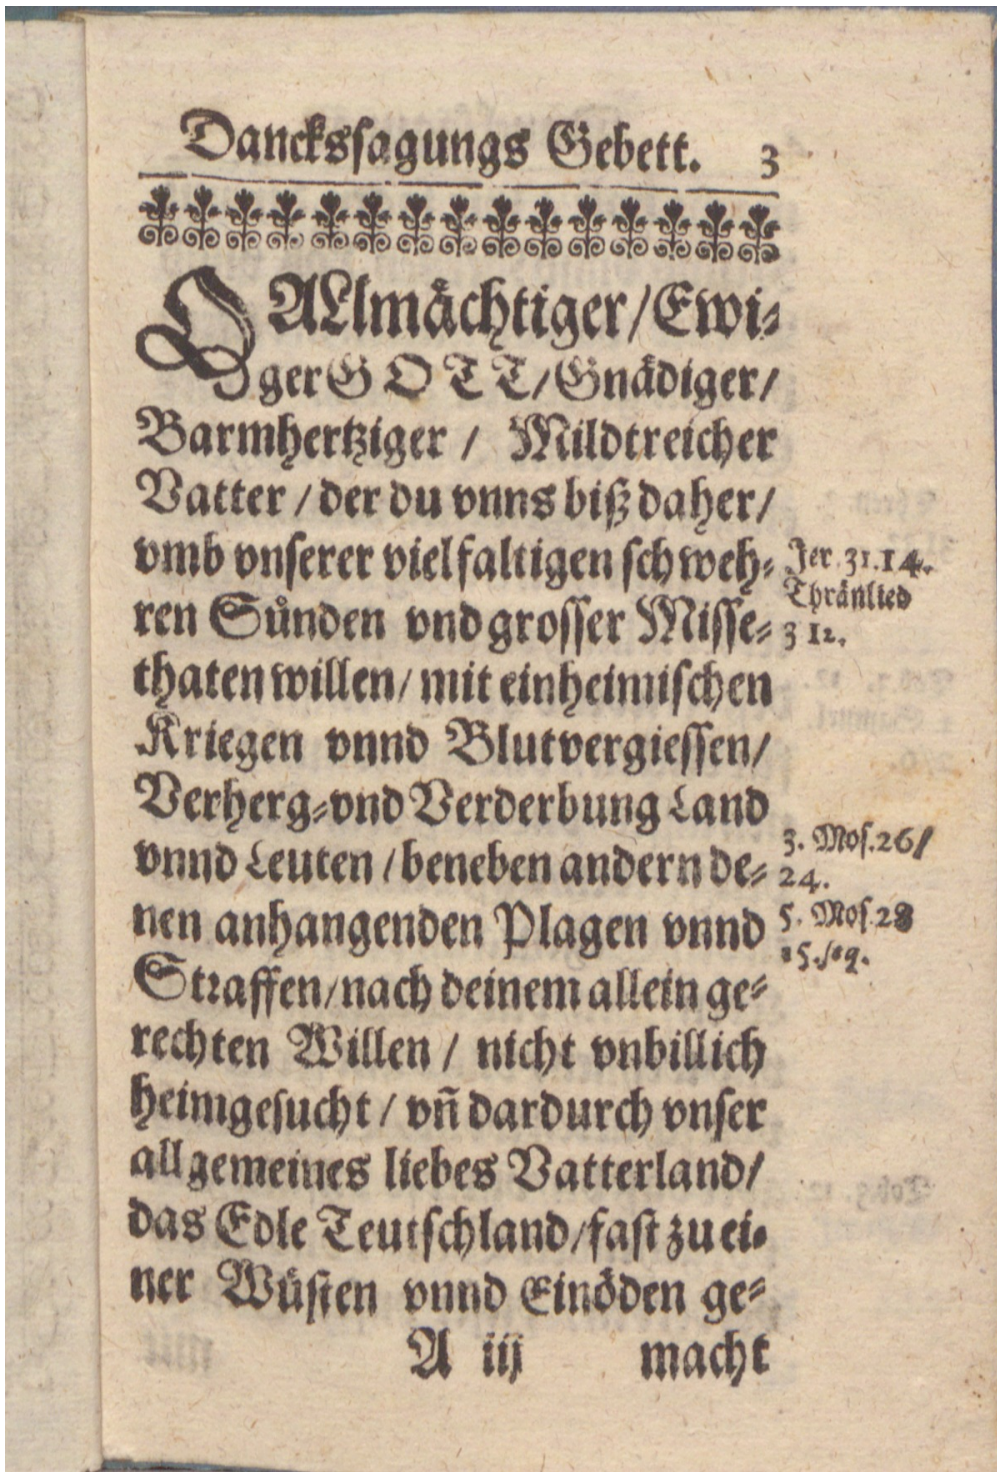 Danckssagungs Gebett. 3
O ALlmächtiger/Ewi-
ger GOTT/Gnädiger/
Barmhertziger / Mildtreicher
Vatter / der du vnns biß daher/
vmb vnserer vielfaltigen schweh-
ren Sünden vnd grosser Misse-
thaten willen/ mit einheimischen
Kriegen vnnd Blutvergiessen/
Verherg-vnd Verderbung Land
vnnd Leuten / beneben andern de-
nen anhangenden Plagen vnnd
Straffen/nach deinem allein ge-
rechten Willen / nicht vnbillich
heimgesucht / vñ dardurch vnser
allgemeines liebes Vatterland/
das Edle Teutschland/fast zu ei-
ner Wüsten vnnd Einöden ge-
A iij macht
Jer. 31.14.
Thränlied
3 12.
3. Mos.26/
24.
5. Mos.28